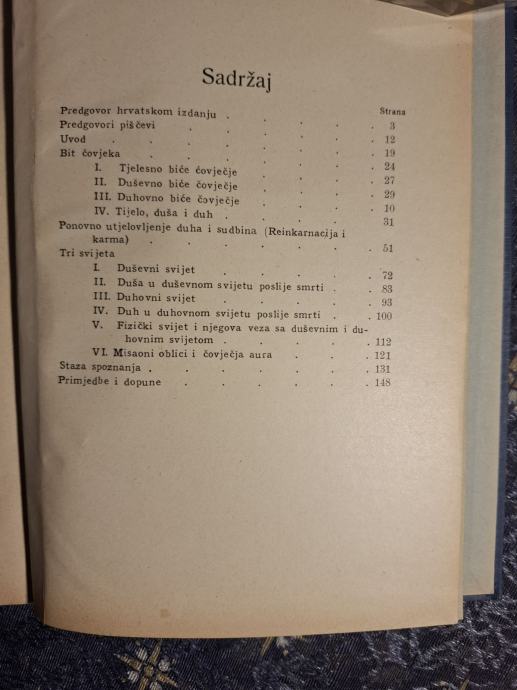 Sadržaj
Strana
Predgovor hrvatskom izdanju .
Predgovori piščevi . . . . . 3
Uvod . . . . . . 12
Bit čovjeka . . . . . 19
I. Tjelesno biće čovječje . . . 24
II. Duševno biće čovječje . . . 27
III. Duhovno biće čovječje . . . 29
IV. Tijelo, duša i duh . . . . 10
31
Ponovno utjelovljenje duha i sudbina (Reinkarnacija i
karma) . . . . . 51
Tri svijeta
I. Duševni svijet . . . . 72
II. Duša u duševnom svijetu poslije smrti . . 83
III. Duhovni svijet . . . . 93
IV. Duh u duhovnom svijetu poslije smrti . . 100
V. Fizički svijet i njegova veza sa duševnim i du-
hovnim svijetom . . . . 112
VI. Misaoni oblici i čovječja aura . . . 121
Staza spoznanja . . . . . . 131
Primjedbe i dopune . . . . . 148